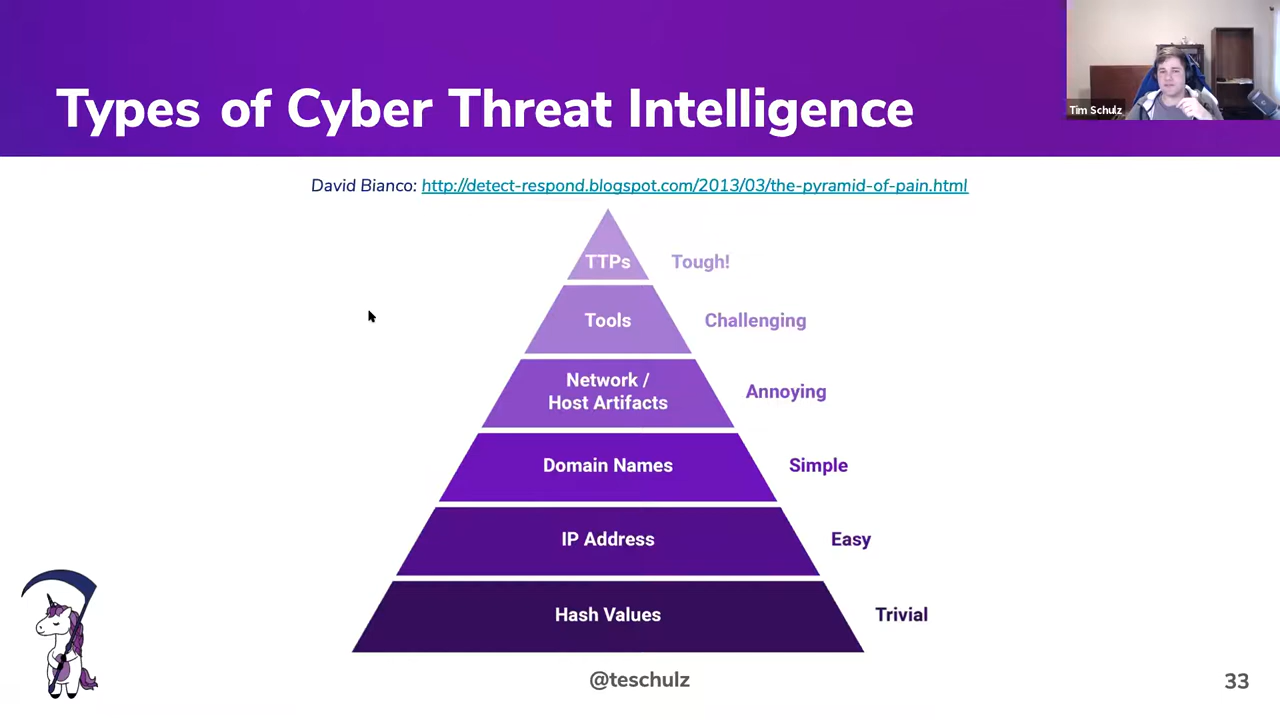 Types of Cyber Threat Intelligence
Tim Schulz
David Bianco: http://detect-respond.blogspot.com/2013/03/the-pyramid-of-pain.html
TTPs Tough!
Tools Challenging
Network /
Host Artifacts
Annoying
Domain Names Simple
IP Address Easy
Hash Values Trivial
@teschulz
33